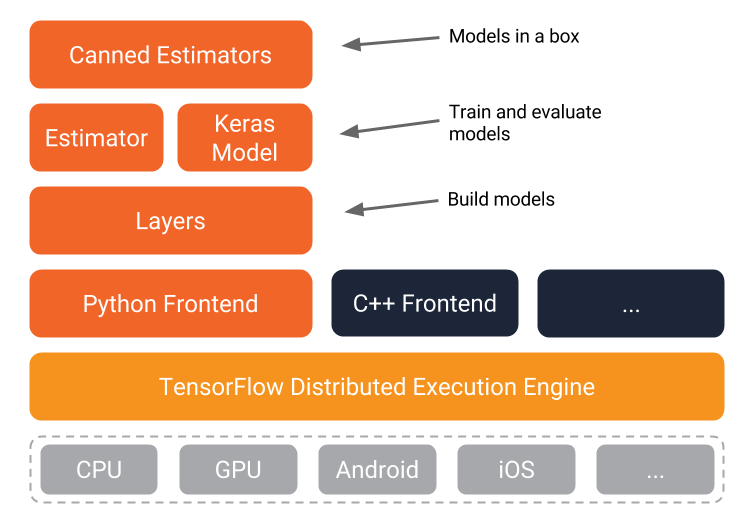 Canned Estimators
Models in a box
Estimator
Keras
Model
Train and evaluate
models
Layers
Build models
Python Frontend
C++ Frontend
...
TensorFlow Distributed Execution Engine
CPU
GPU
Android
iOS
...